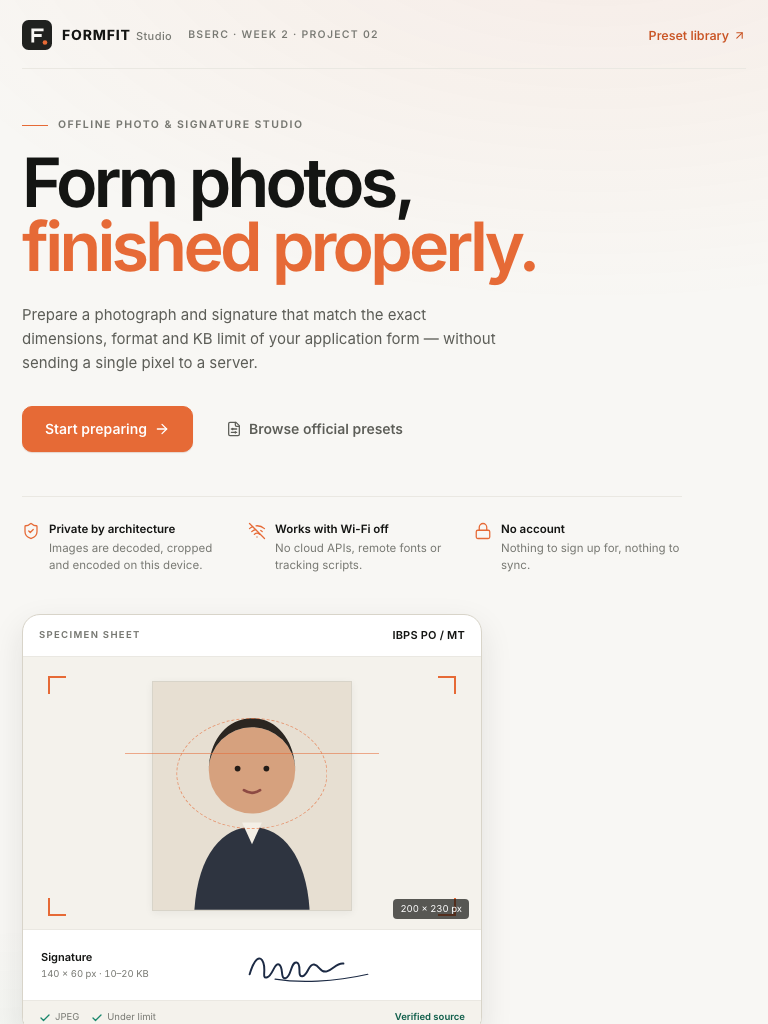 FORMFIT Studio BSERC · WEEK 2 · PROJECT 02
Preset library
OFFLINE PHOTO & SIGNATURE STUDIO
Form photos,
finished properly.
Prepare a photograph and signature that match the exact
dimensions, format and KB limit of your application form — without
sending a single pixel to a server.
Start preparing
Browse official presets
Private by architecture
Images are decoded, cropped
and encoded on this device.
Works with Wi-Fi off
No cloud APIs, remote fonts or
tracking scripts.
No account
Nothing to sign up for, nothing to
sync.
SPECIMEN SHEET
IBPS PO / MT
200 × 230 px
Signature
140 × 60 px · 10–20 KB
JPEG
Under limit
Verified source